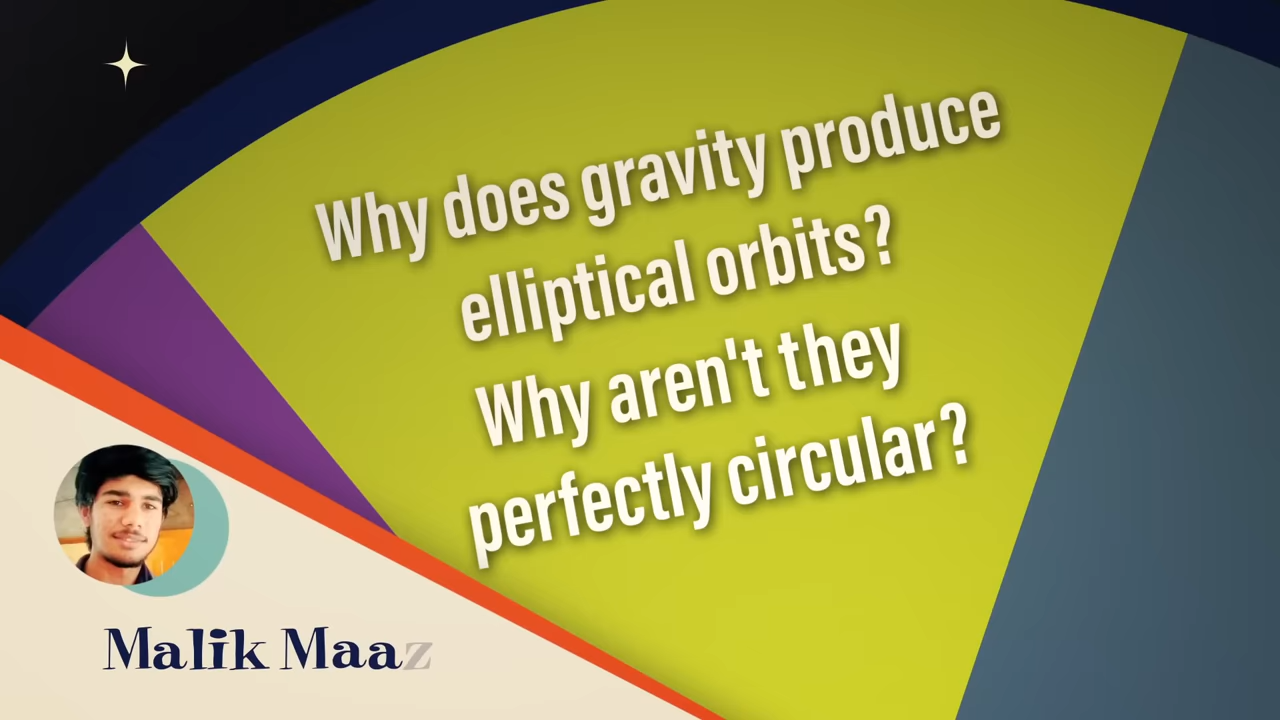 Why does gravity produce
elliptical orbits?
Why aren't they
perfectly circular?
Malik Maaz